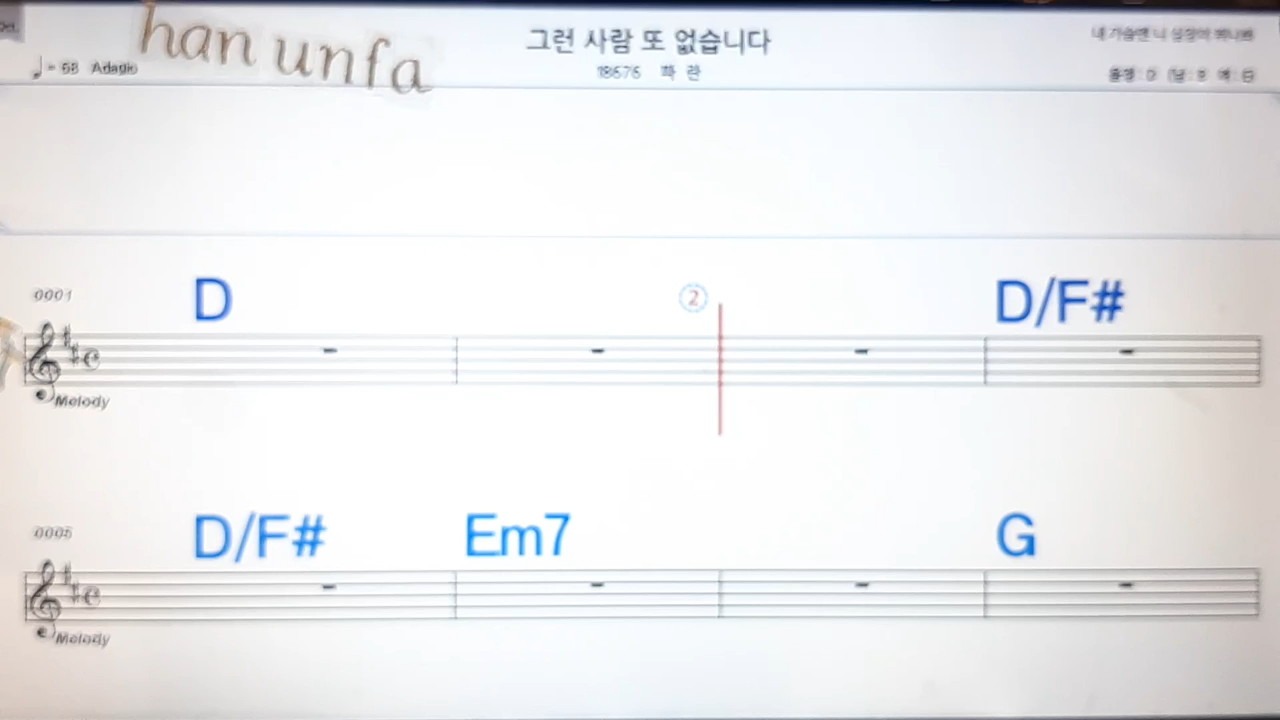 han unfa
그런 사람 또 없습니다
♩= 68 Adagio
18676 하 란
0001
D
2
D/F#
Melody
0005
D/F# Em7 G
Melody